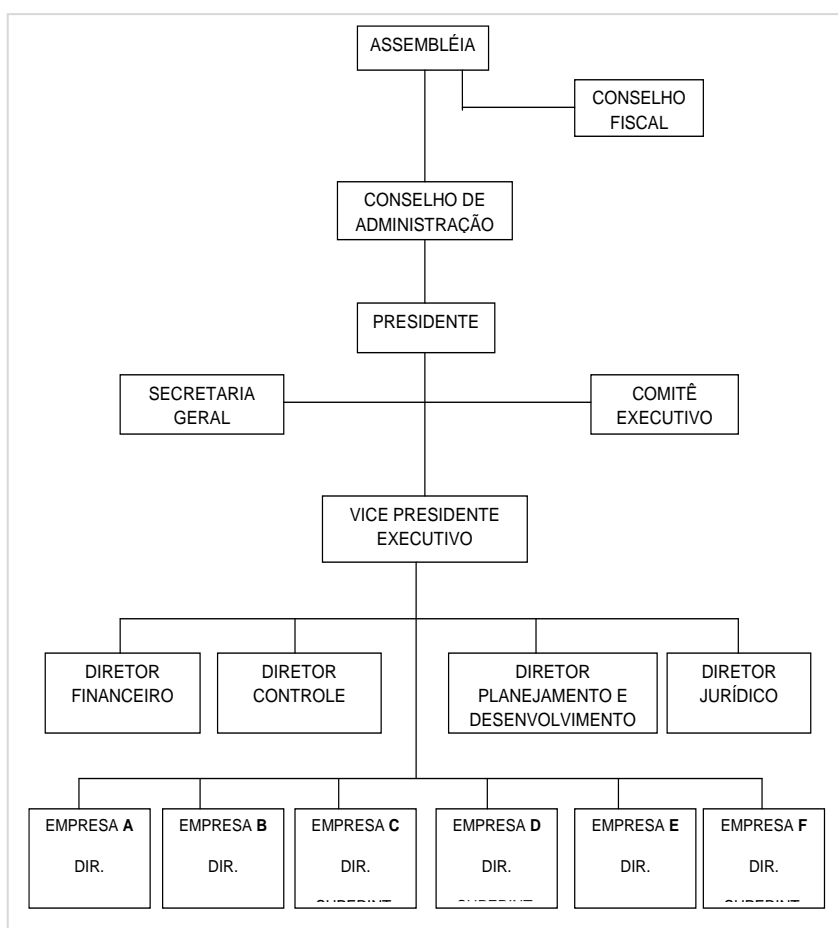 ASSEMBLÉIA
CONSELHO
FISCAL
CONSELHO DE
ADMINISTRAÇÃO
PRESIDENTE
SECRETARIA
GERAL
COMITÊ
EXECUTIVO
VICE PRESIDENTE
EXECUTIVO
DIRETOR
FINANCEIRO
DIRETOR
CONTROLE
DIRETOR
PLANEJAMENTO E
DESENVOLVIMENTO
DIRETOR
JURÍDICO
EMPRESA A
DIR.
EMPRESA B
DIR.
EMPRESA C
DIR.
EMPRESA D
DIR.
EMPRESA E
DIR.
EMPRESA F
DIR.